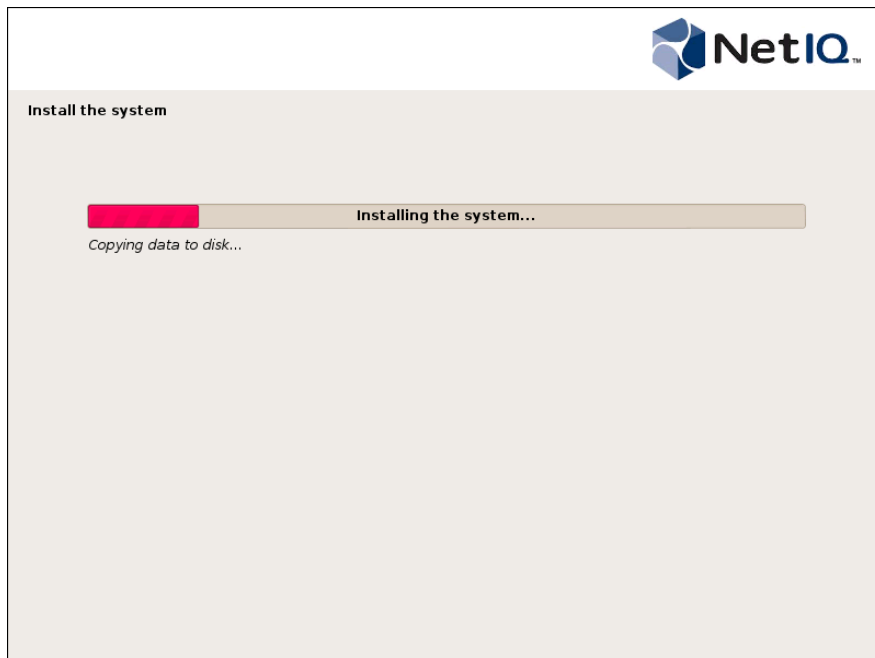 NetIQ™
Install the system
Installing the system...
Copying data to disk...